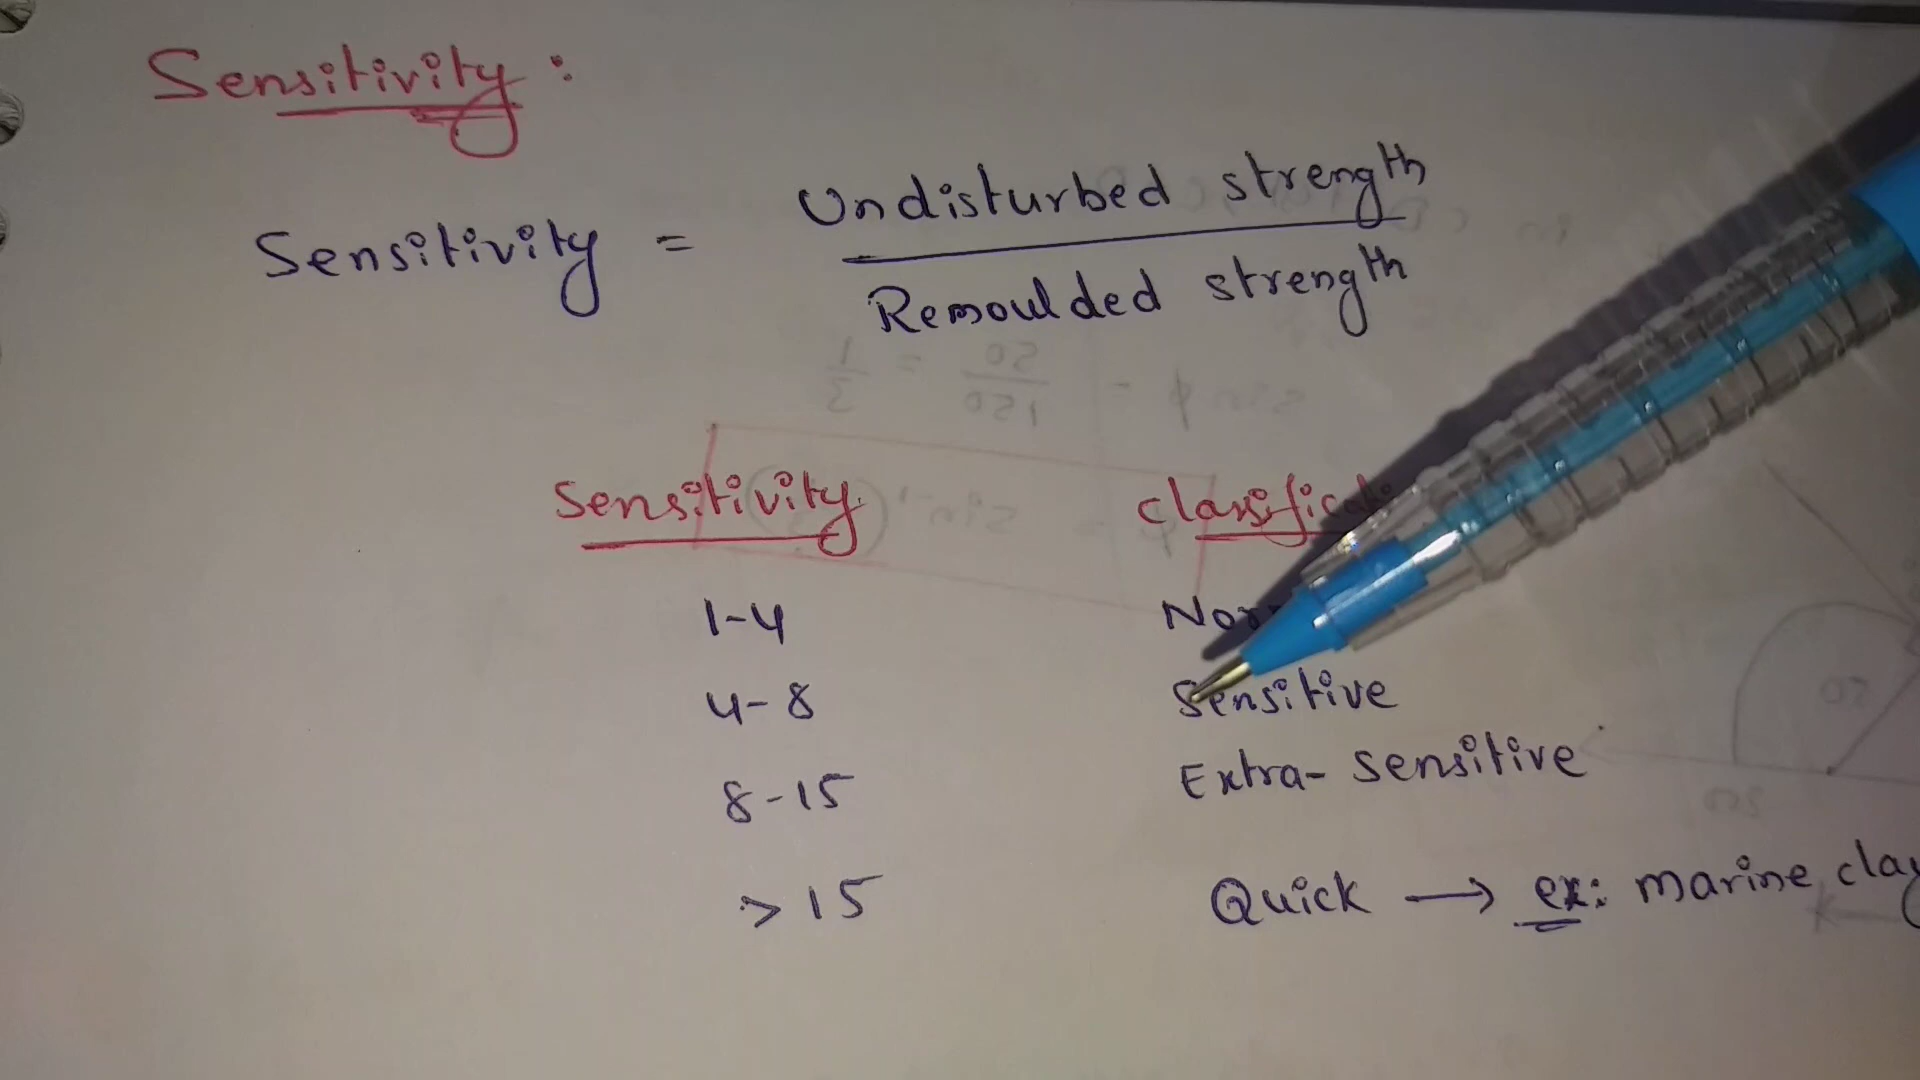 Sensitivity :
Sensitivity = Undisturbed strength
Remoulded strength
Sensitivity
1-4
4-8 Sensitive
8-15 Extra-sensitive
>15 Quick → ex: marine clay